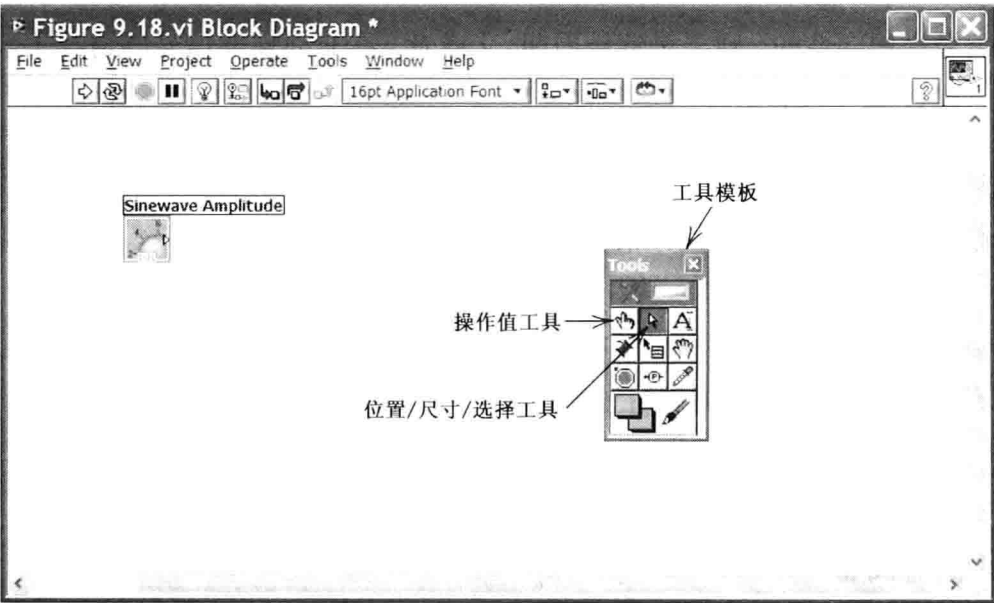 Figure 9.18.vi Block Diagram *
File Edit View Project Operate Tools Window Help
16pt Application Font
1
Sinewave Amplitude
工具模板
Tools
操作值工具
A
P
位置/尺寸/选择工具